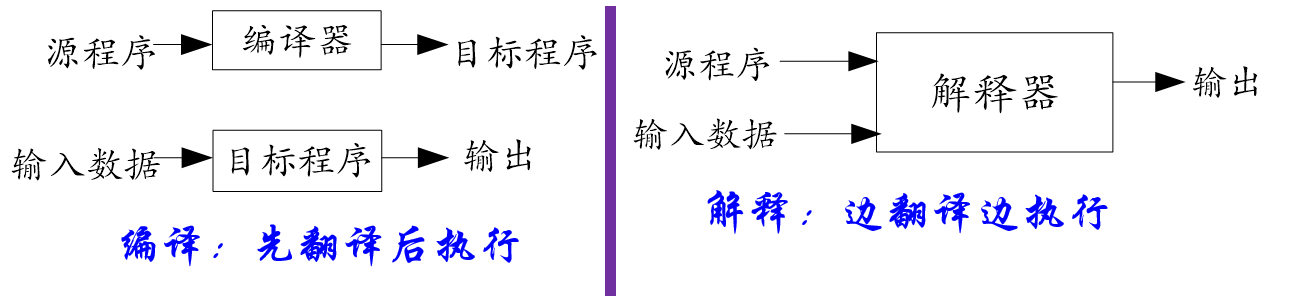 源程序 编译器 目标程序
输入数据 目标程序 输出
编译：先翻译后执行
源程序
输入数据
解释器
输出
解释：边翻译边执行